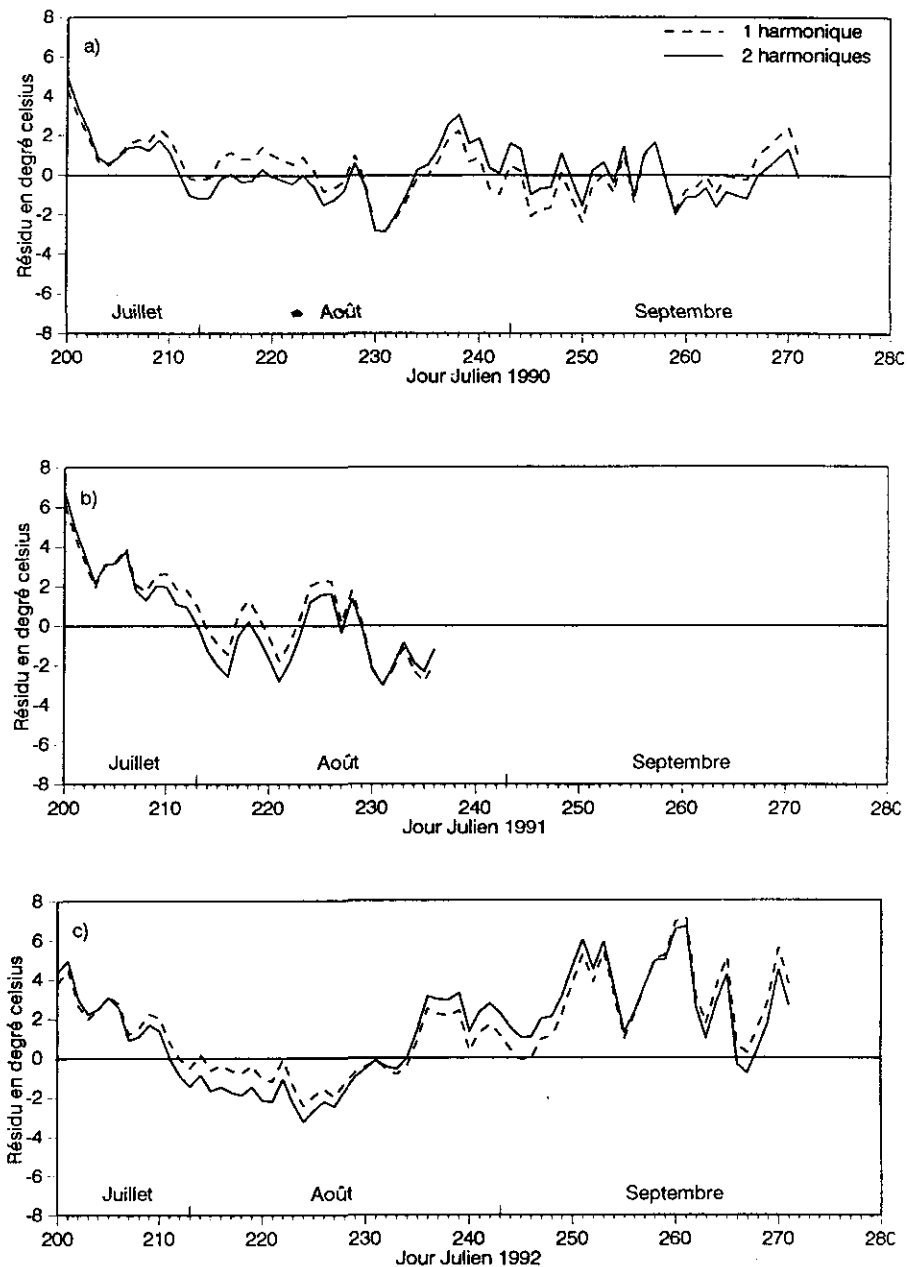 8
6
4
2
0
-2
-4
-6
-8
Résidu en degré celsius
a)
1 harmonique
2 harmoniques
Juillet
Août
Septembre
200
210
220
230
240
250
260
270
280
Jour Julien 1990
8
6
4
2
0
-2
-4
-6
-8
Résidu en degré celsius
b)
Juillet
Août
Septembre
200
210
220
230
240
250
260
270
280
Jour Julien 1991
8
6
4
2
0
-2
-4
-6
-8
Résidu en degré celsius
c)
Juillet
Août
Septembre
200
210
220
230
240
250
260
270
280
Jour Julien 1992